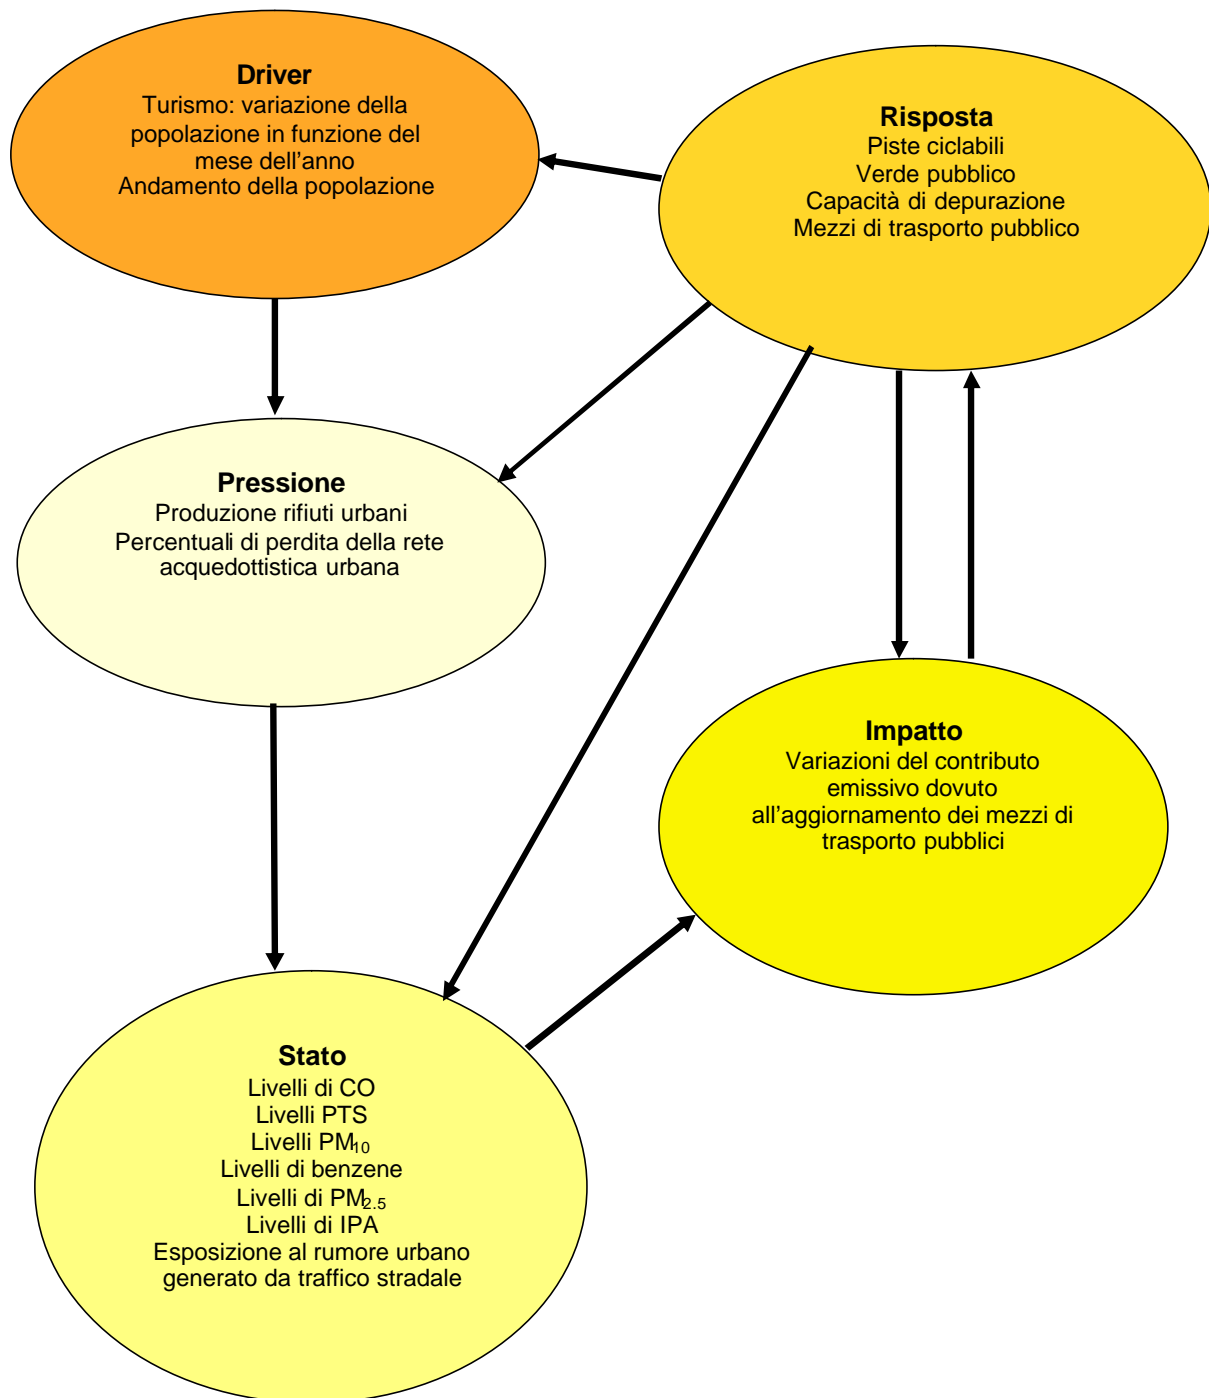 Driver
Turismo: variazione della
popolazione in funzione del
mese dell'anno
Andamento della popolazione
Risposta
Piste ciclabili
Verde pubblico
Capacità di depurazione
Mezzi di trasporto pubblico
Pressione
Produzione rifiuti urbani
Percentuali di perdita della rete
acquedottistica urbana
Impatto
Variazioni del contributo
emissivo dovuto
all'aggiornamento dei mezzi di
trasporto pubblici
Stato
Livelli di CO
Livelli PTS
Livelli PM₁₀
Livelli di benzene
Livelli di PM₂.₅
Livelli di IPA
Esposizione al rumore urbano
generato da traffico stradale